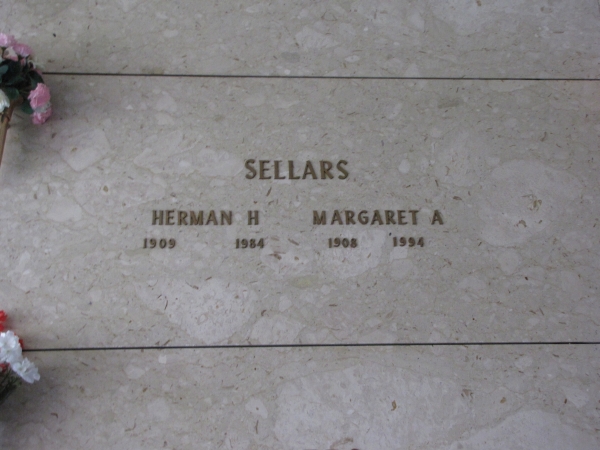 SELLARS
HERMAN H MARGARET A
1909 1984 1908 1994